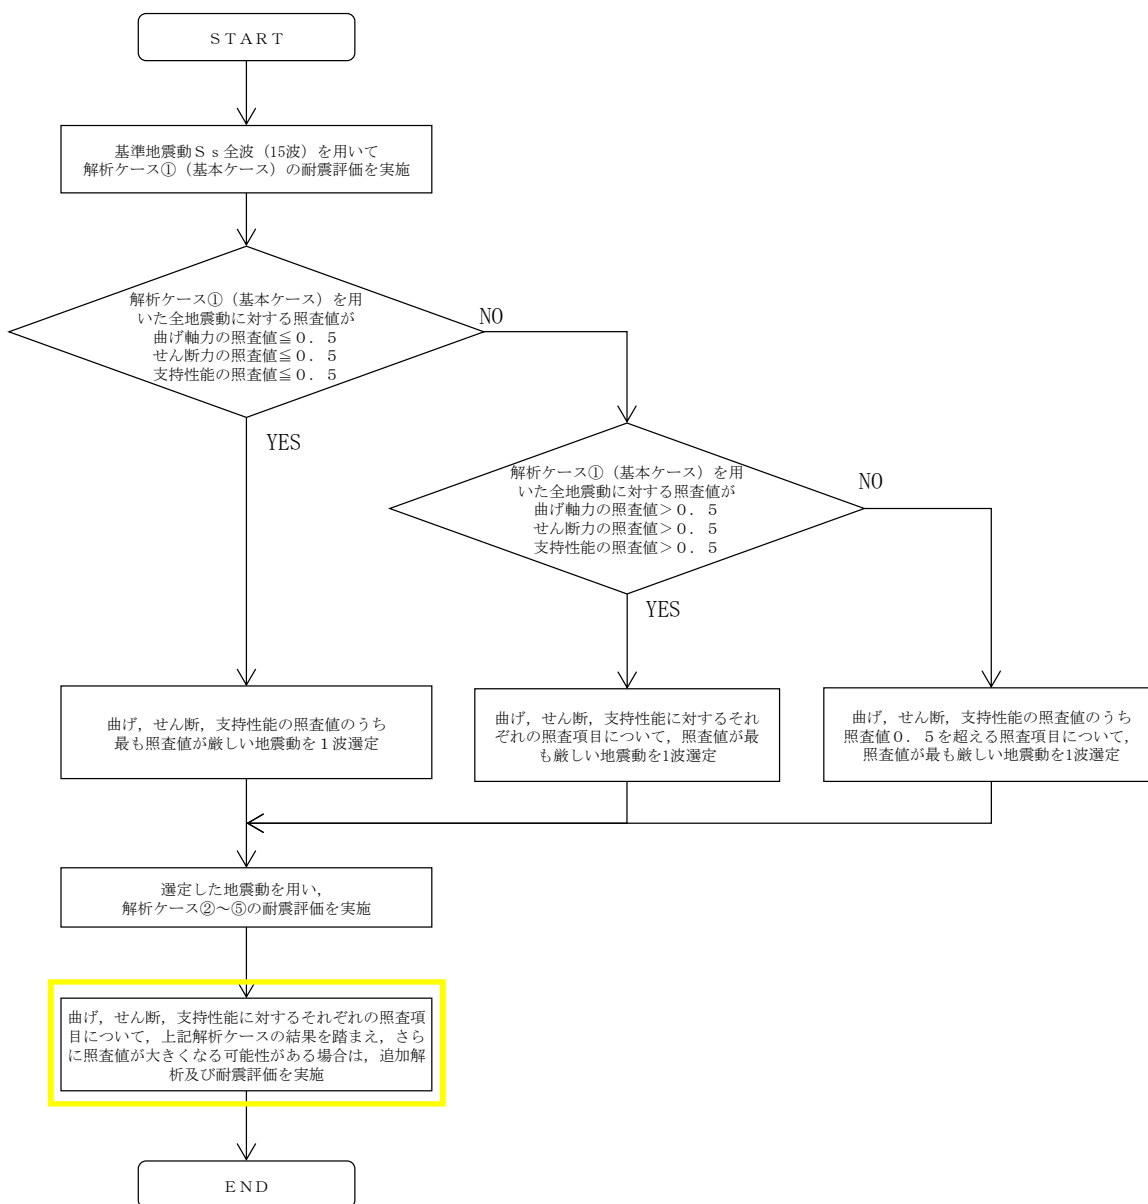 ＳＴＡＲＴ
基準地震動Ｓｓ全波（15波）を用いて
解析ケース①（基本ケース）の耐震評価を実施
解析ケース①（基本ケース）を用
いた全地震動に対する照査値が
曲げ軸力の照査値≦０．５
せん断力の照査値≦０．５
支持性能の照査値≦０．５
NO
YES
解析ケース①（基本ケース）を用
いた全地震動に対する照査値が
曲げ軸力の照査値＞０．５
せん断力の照査値＞０．５
支持性能の照査値＞０．５
NO
YES
曲げ，せん断，支持性能の照査値のうち
最も照査値が厳しい地震動を１波選定
曲げ，せん断，支持性能に対するそれ
ぞれの照査項目について，照査値が最
も厳しい地震動を1波選定
曲げ，せん断，支持性能の照査値のうち
照査値０．５を超える照査項目について，
照査値が最も厳しい地震動を1波選定
選定した地震動を用い，
解析ケース②～⑤の耐震評価を実施
曲げ，せん断，支持性能に対するそれぞれの照査項
目について，上記解析ケースの結果を踏まえ，さら
に照査値が大きくなる可能性がある場合は，追加解
析及び耐震評価を実施
ＥＮＤ